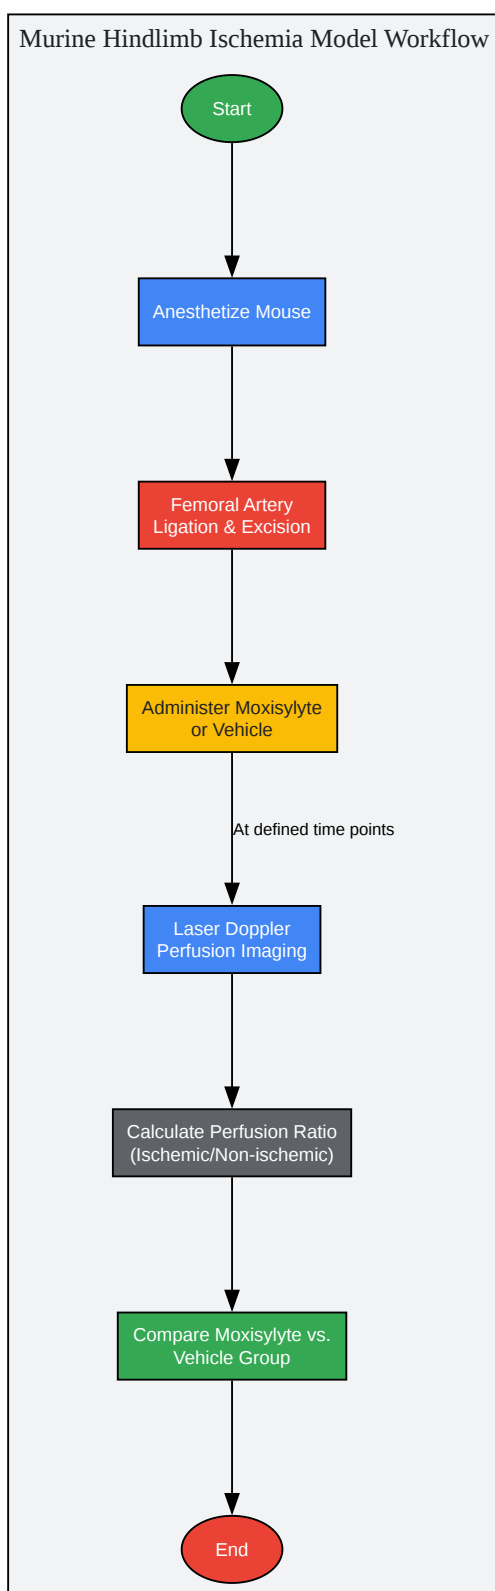 Murine Hindlimb Ischemia Model Workflow
Start
Anesthetize Mouse
Femoral Artery
Ligation & Excision
Administer Moxisylyte
or Vehicle
At defined time points
Laser Doppler
Perfusion Imaging
Calculate Perfusion Ratio
(Ischemic/Non-ischemic)
Compare Moxisylyte vs.
Vehicle Group
End